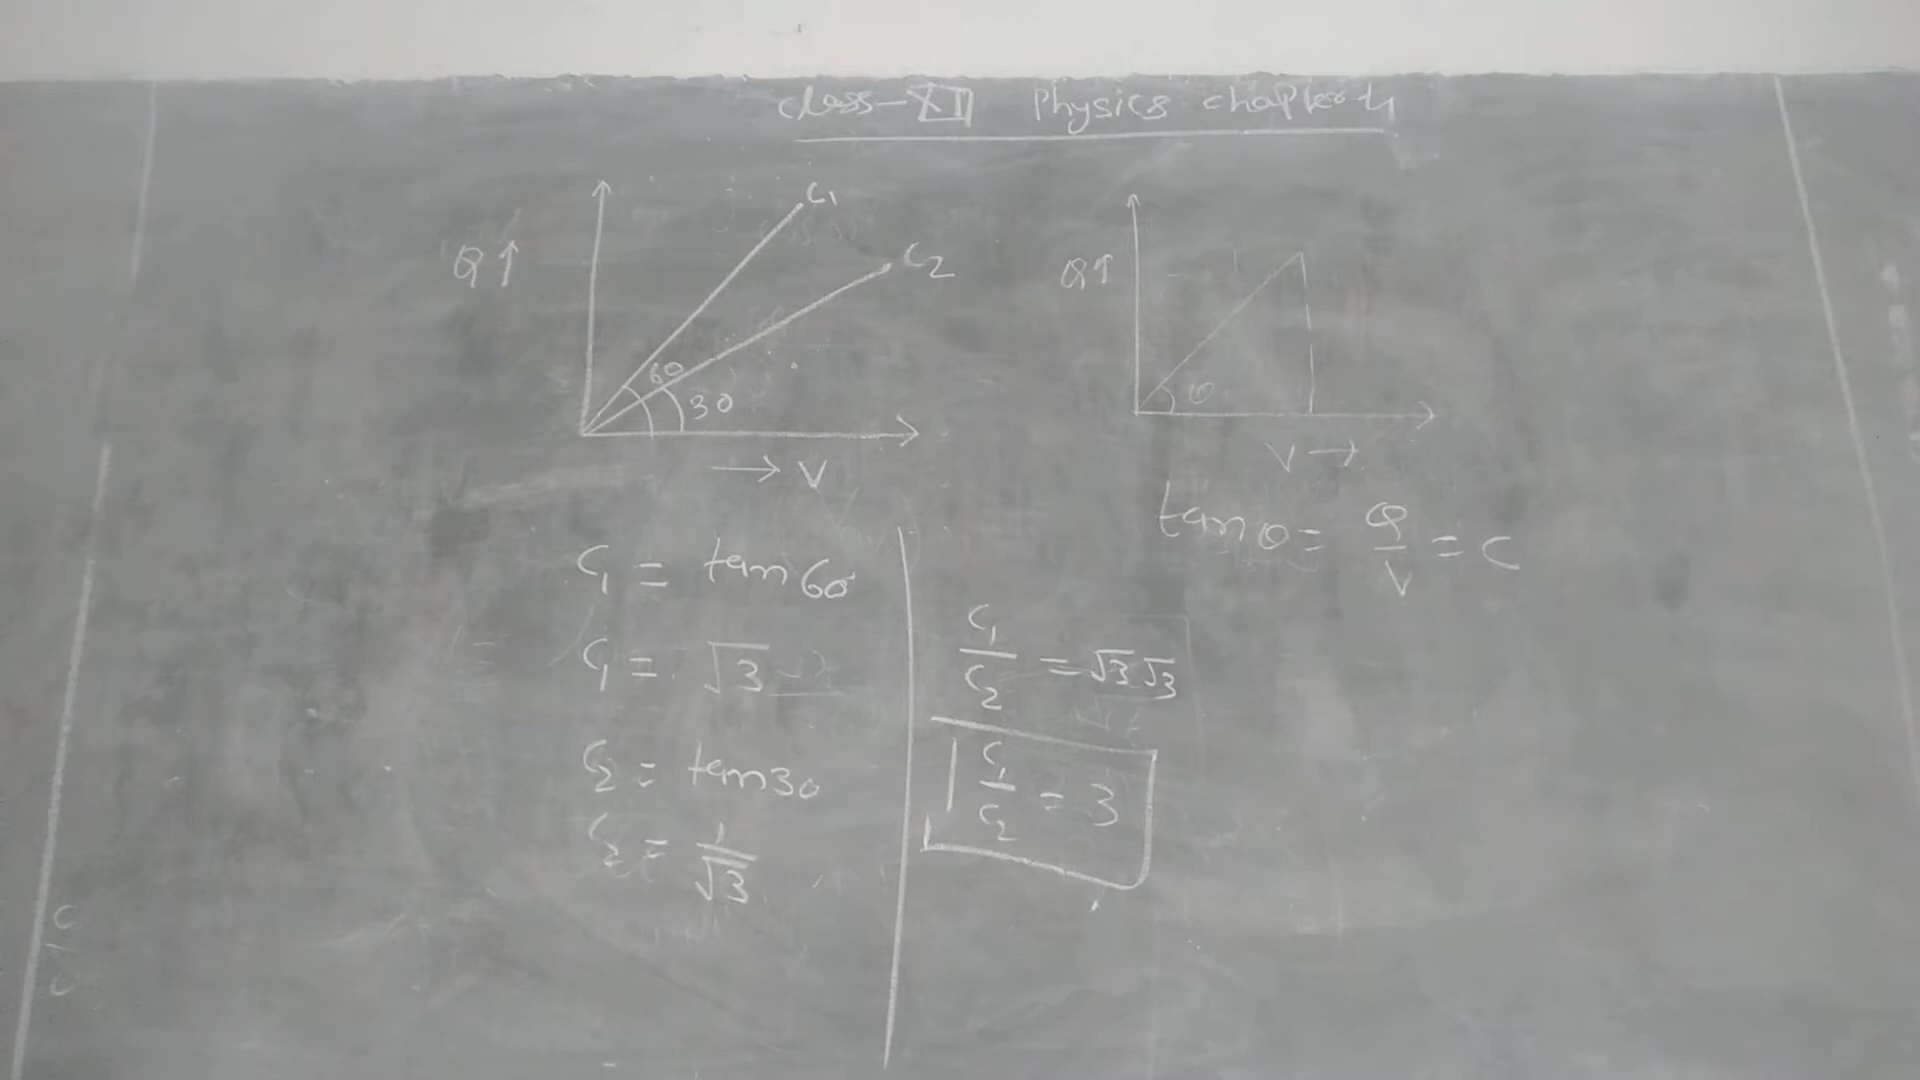 class-XII Physics chapter 4
C1
C2
Q↑
60
30
→ V
Q↑
θ
V →
tan θ = Q/V = C
C1 = tan 60°
C1 = √3
C2 = tan 30
C2 = 1/√3
C1/C2 = √3 √3
C1/C2 = 3